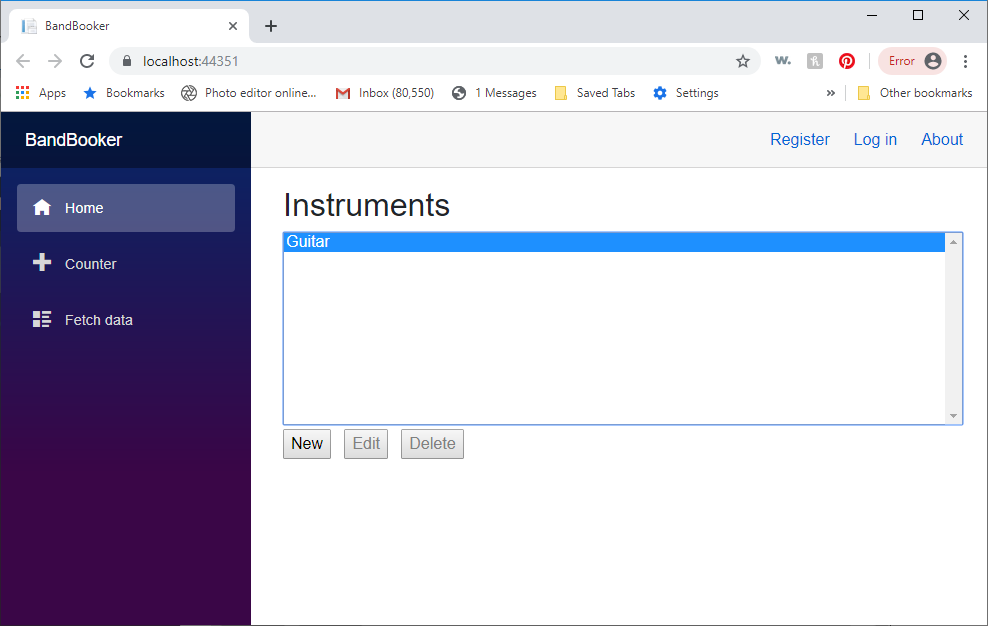 BandBooker
localhost:44351
Error
Apps
Bookmarks
Photo editor online...
Inbox (80,550)
1 Messages
Saved Tabs
Settings
»
Other bookmarks
BandBooker
Register
Log in
About
Home
Counter
Fetch data
Instruments
Guitar
New
Edit
Delete